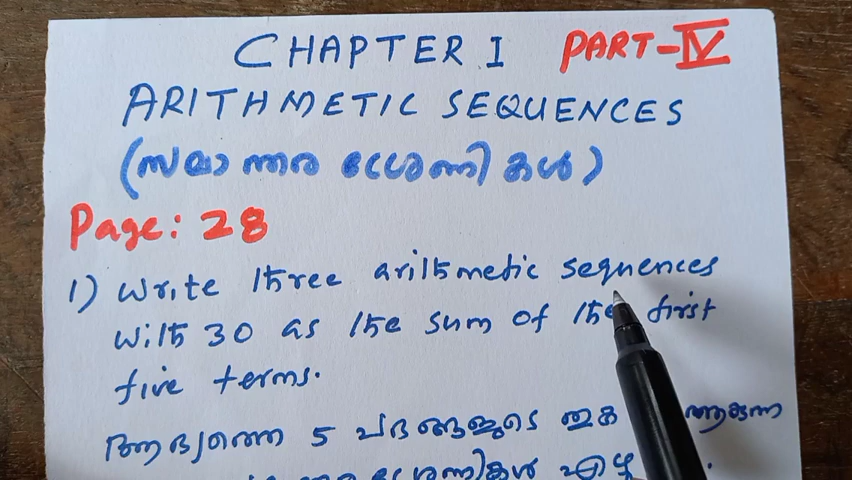 CHAPTER I PART-IV
ARITHMETIC SEQUENCES
(സമാന്തര ശ്രേണികൾ)
Page: 28
1) Write three arithmetic sequences
with 30 as the sum of the first
five terms.
ആദ്യത്തെ 5 പദങ്ങളുടെ